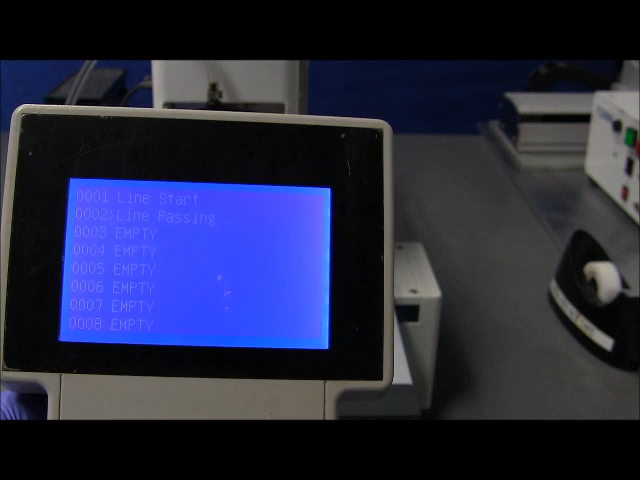 0001 Line Start
0002 Line Passing
0003 EMPTY
0004 EMPTY
0005 EMPTY
0006 EMPTY
0007 EMPTY
0008 EMPTY